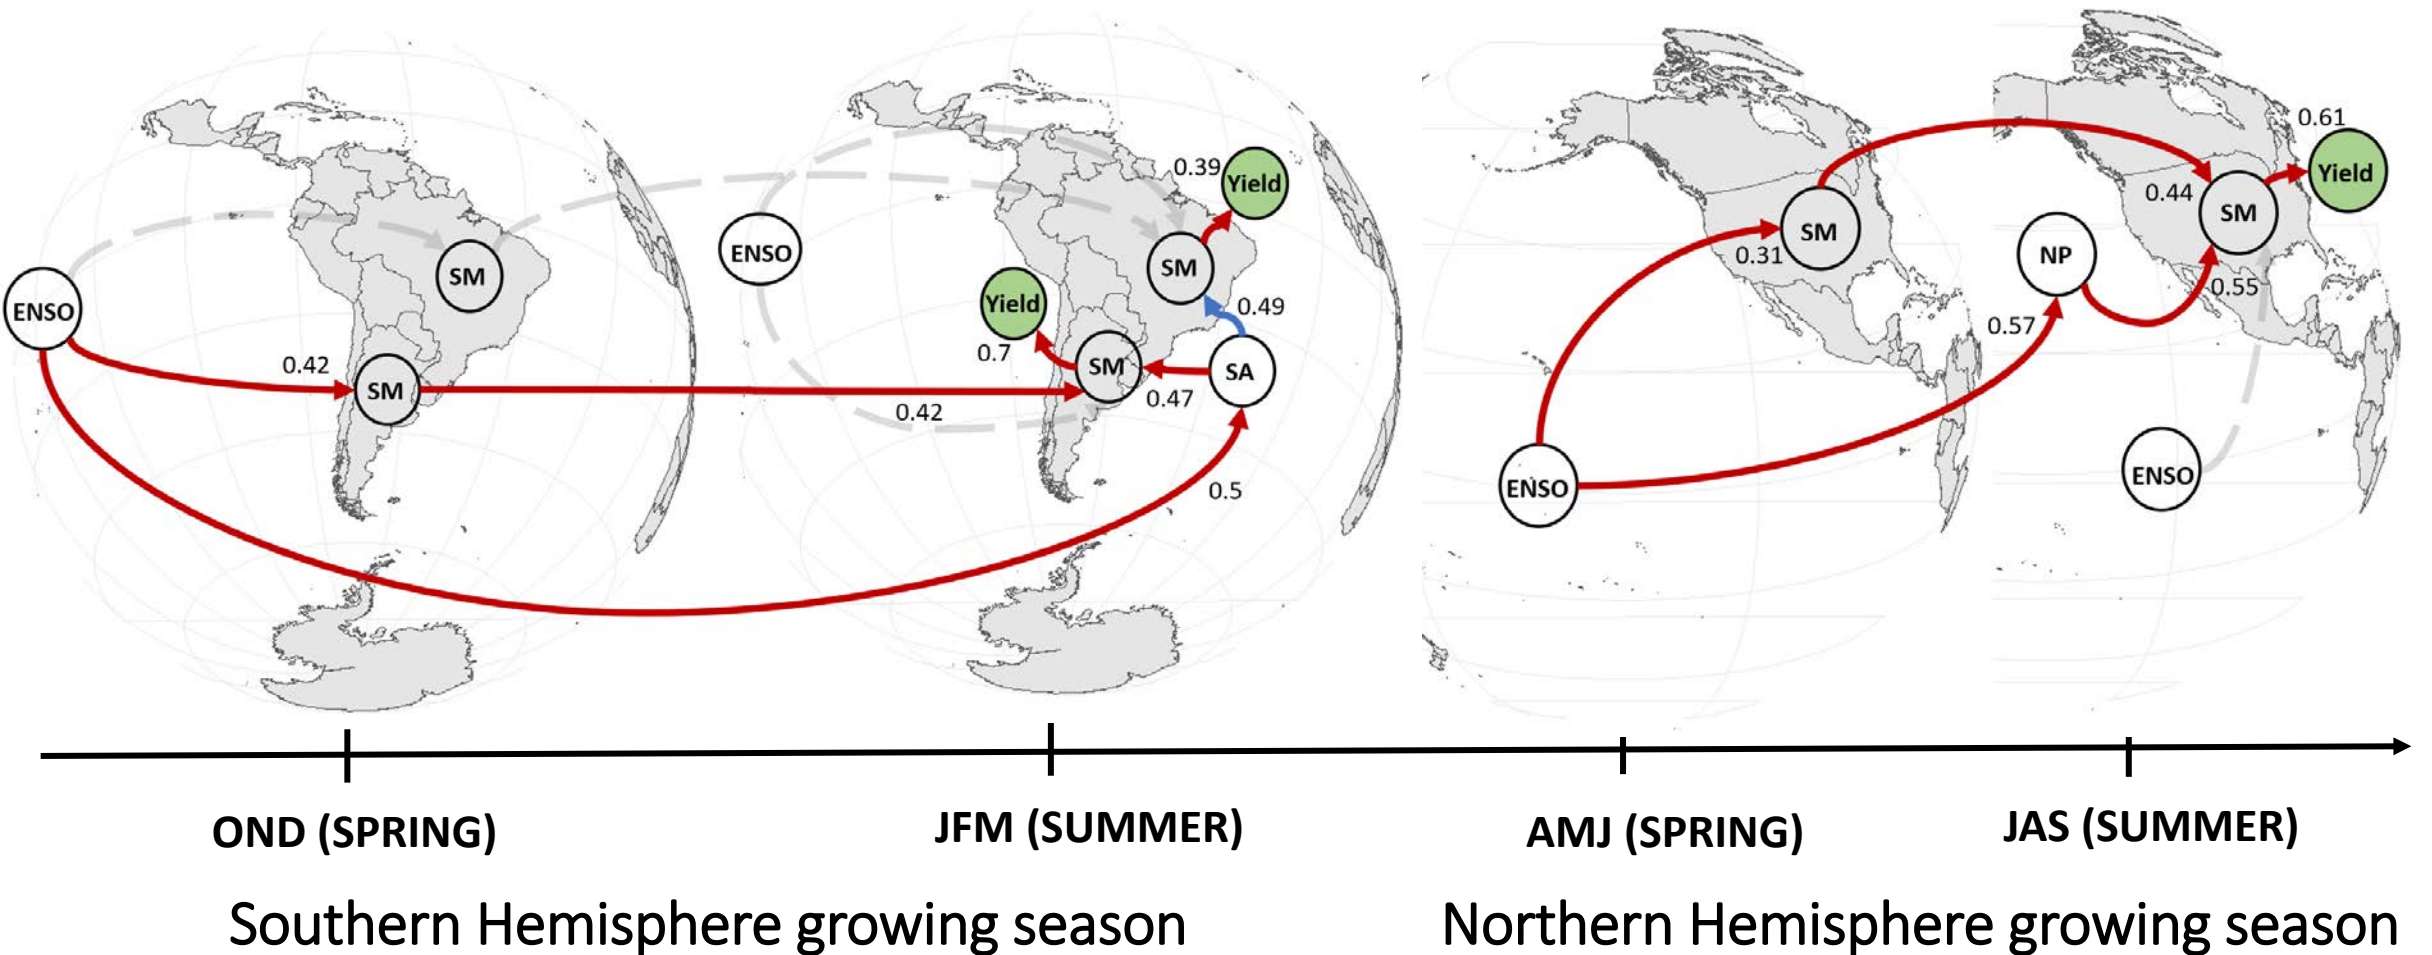 0.39
Yield
ENSO
SM
SM
Yield
0.49
ENSO
0.7
0.42
SM
SM
SA
0.47
0.42
0.5
0.61
Yield
0.44
SM
SM
0.31
NP
0.55
0.57
ENSO
ENSO
OND (SPRING)
JFM (SUMMER)
AMJ (SPRING)
JAS (SUMMER)
Southern Hemisphere growing season
Northern Hemisphere growing season